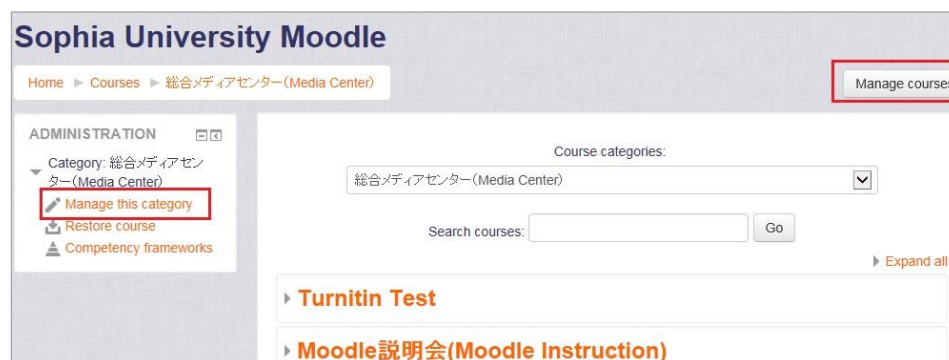 Sophia University Moodle
Home ▶ Courses ▶ 総合メディアセンター(Media Center)
Manage courses
ADMINISTRATION
Category: 総合メディアセン
ター(Media Center)
Manage this category
Restore course
Competency frameworks
Course categories:
総合メディアセンター(Media Center)
Search courses:
Go
Expand all
Turnitin Test
Moodle説明会(Moodle Instruction)